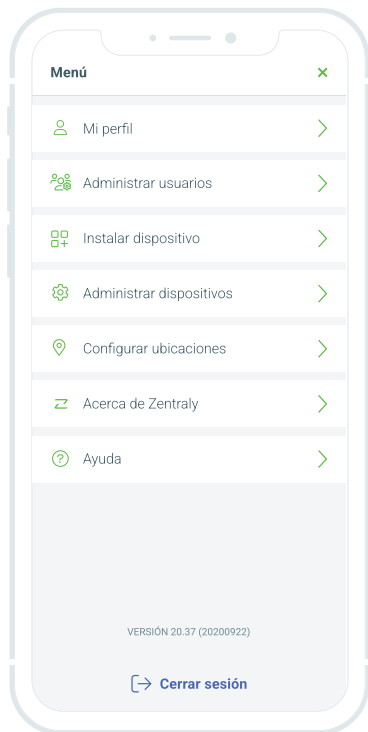 Menú
Mi perfil
Administrar usuarios
Instalar dispositivo
Administrar dispositivos
Configurar ubicaciones
Acerca de Zentraly
Ayuda
VERSIÓN 20.37 (20200922)
Cerrar sesión